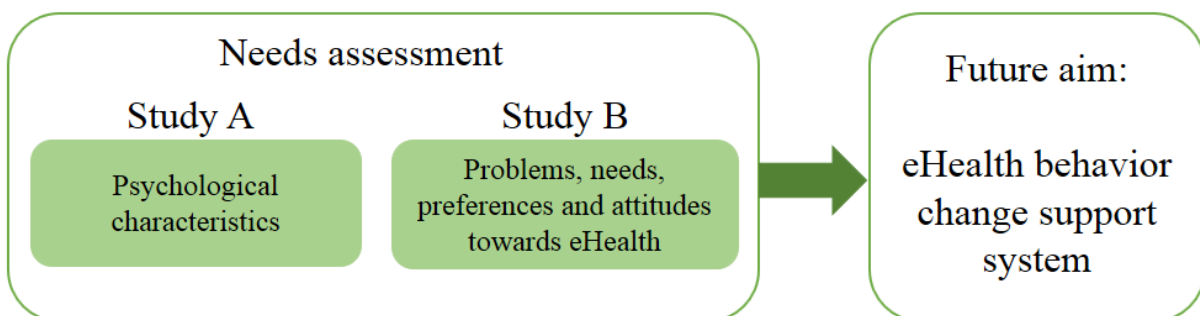 Needs assessment
Study A
Psychological
characteristics
Study B
Problems, needs,
preferences and attitudes
towards eHealth
Future aim:
eHealth behavior
change support
system